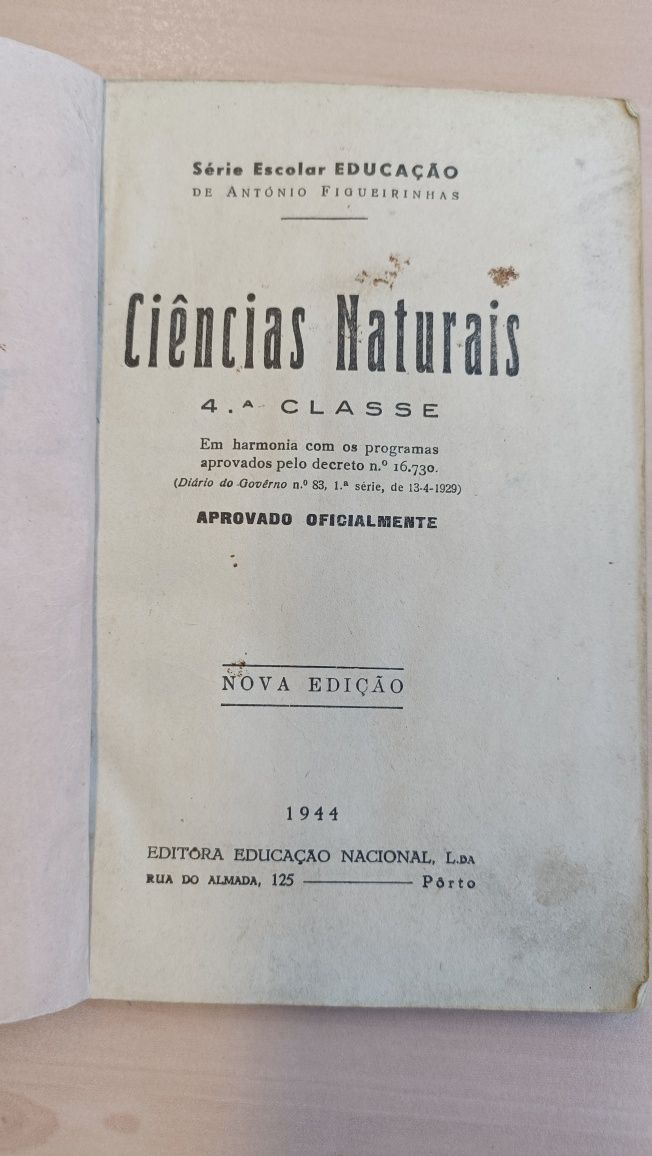 Série Escolar EDUCAÇÃO
DE ANTÓNIO FIGUEIRINHAS
Ciências Naturais
4.ª CLASSE
Em harmonia com os programas
aprovados pelo decreto n.º 16.730.
(Diário do Govêrno n.º 83, 1.ª série, de 13-4-1929)
APROVADO OFICIALMENTE
NOVA EDIÇÃO
1944
EDITÔRA EDUCAÇÃO NACIONAL, L.DA
RUA DO ALMADA, 125 ——— Pôrto